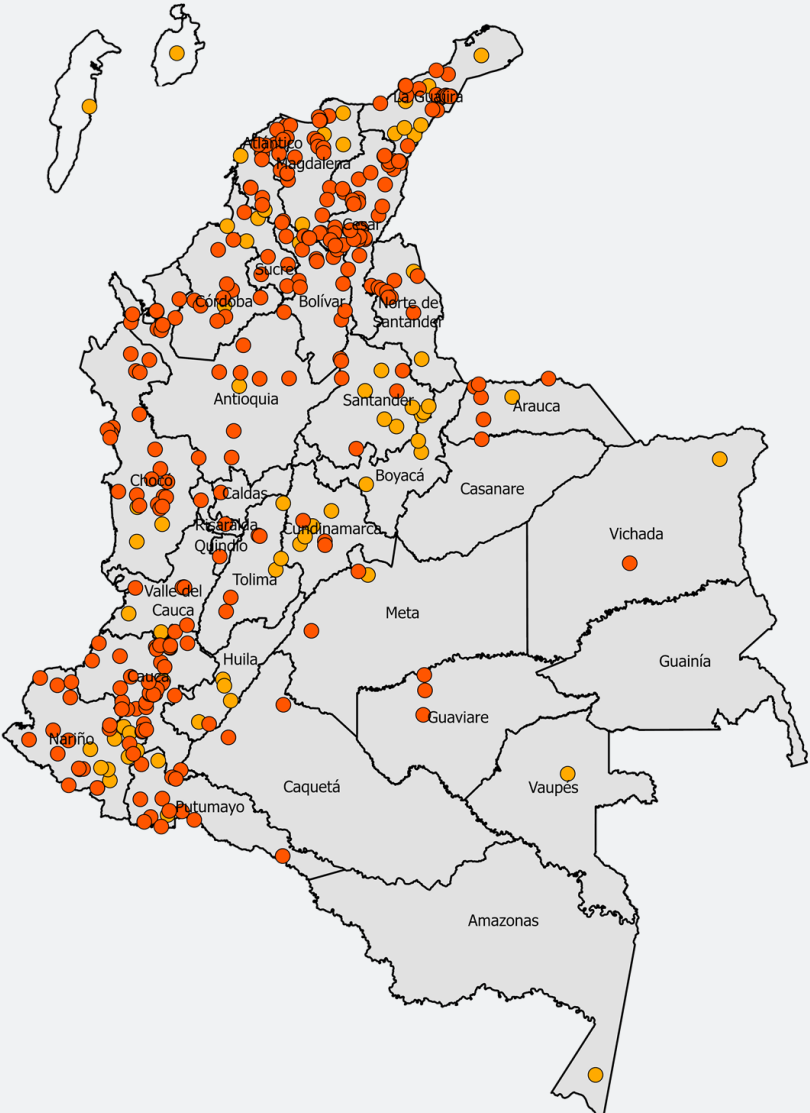 La Guajira
Atlántico
Magdalena
Cesar
Sucre
Córdoba
Bolívar
Norte de
Santander
Antioquia
Santander
Arauca
Boyacá
Chocó
Caldas
Casanare
Risaralda
Cundinamarca
Vichada
Quindío
Tolima
Valle del
Cauca
Meta
Huila
Guainía
Cauca
Guaviare
Nariño
Caquetá
Vaupés
Putumayo
Amazonas